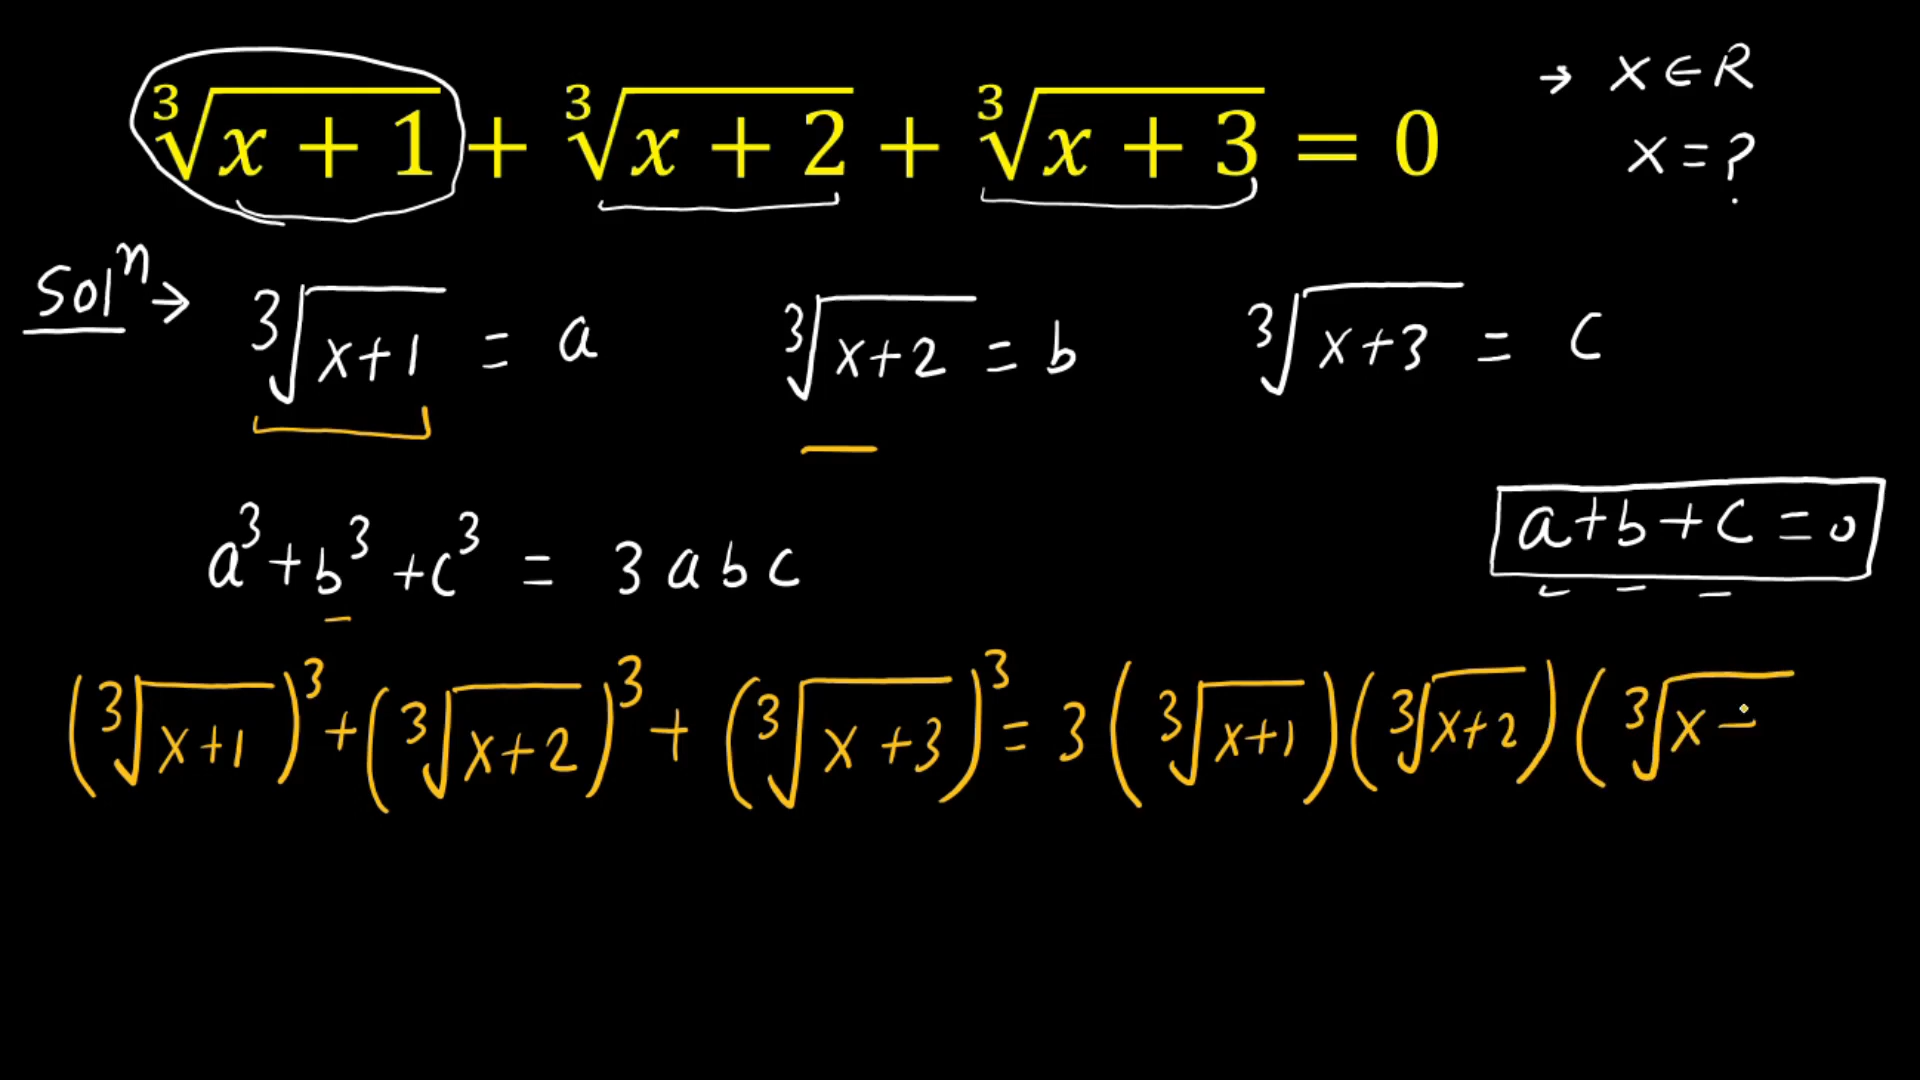 ∛(x + 1) + ∛(x + 2) + ∛(x + 3) = 0 → x ∈ R
x = ?
Solⁿ → ∛(x+1) = a ∛(x+2) = b ∛(x+3) = c
a³ + b³ + c³ = 3 a b c a + b + c = 0
(∛(x+1))³ + (∛(x+2))³ + (∛(x+3))³ = 3 (∛(x+1)) (∛(x+2)) (∛(x −